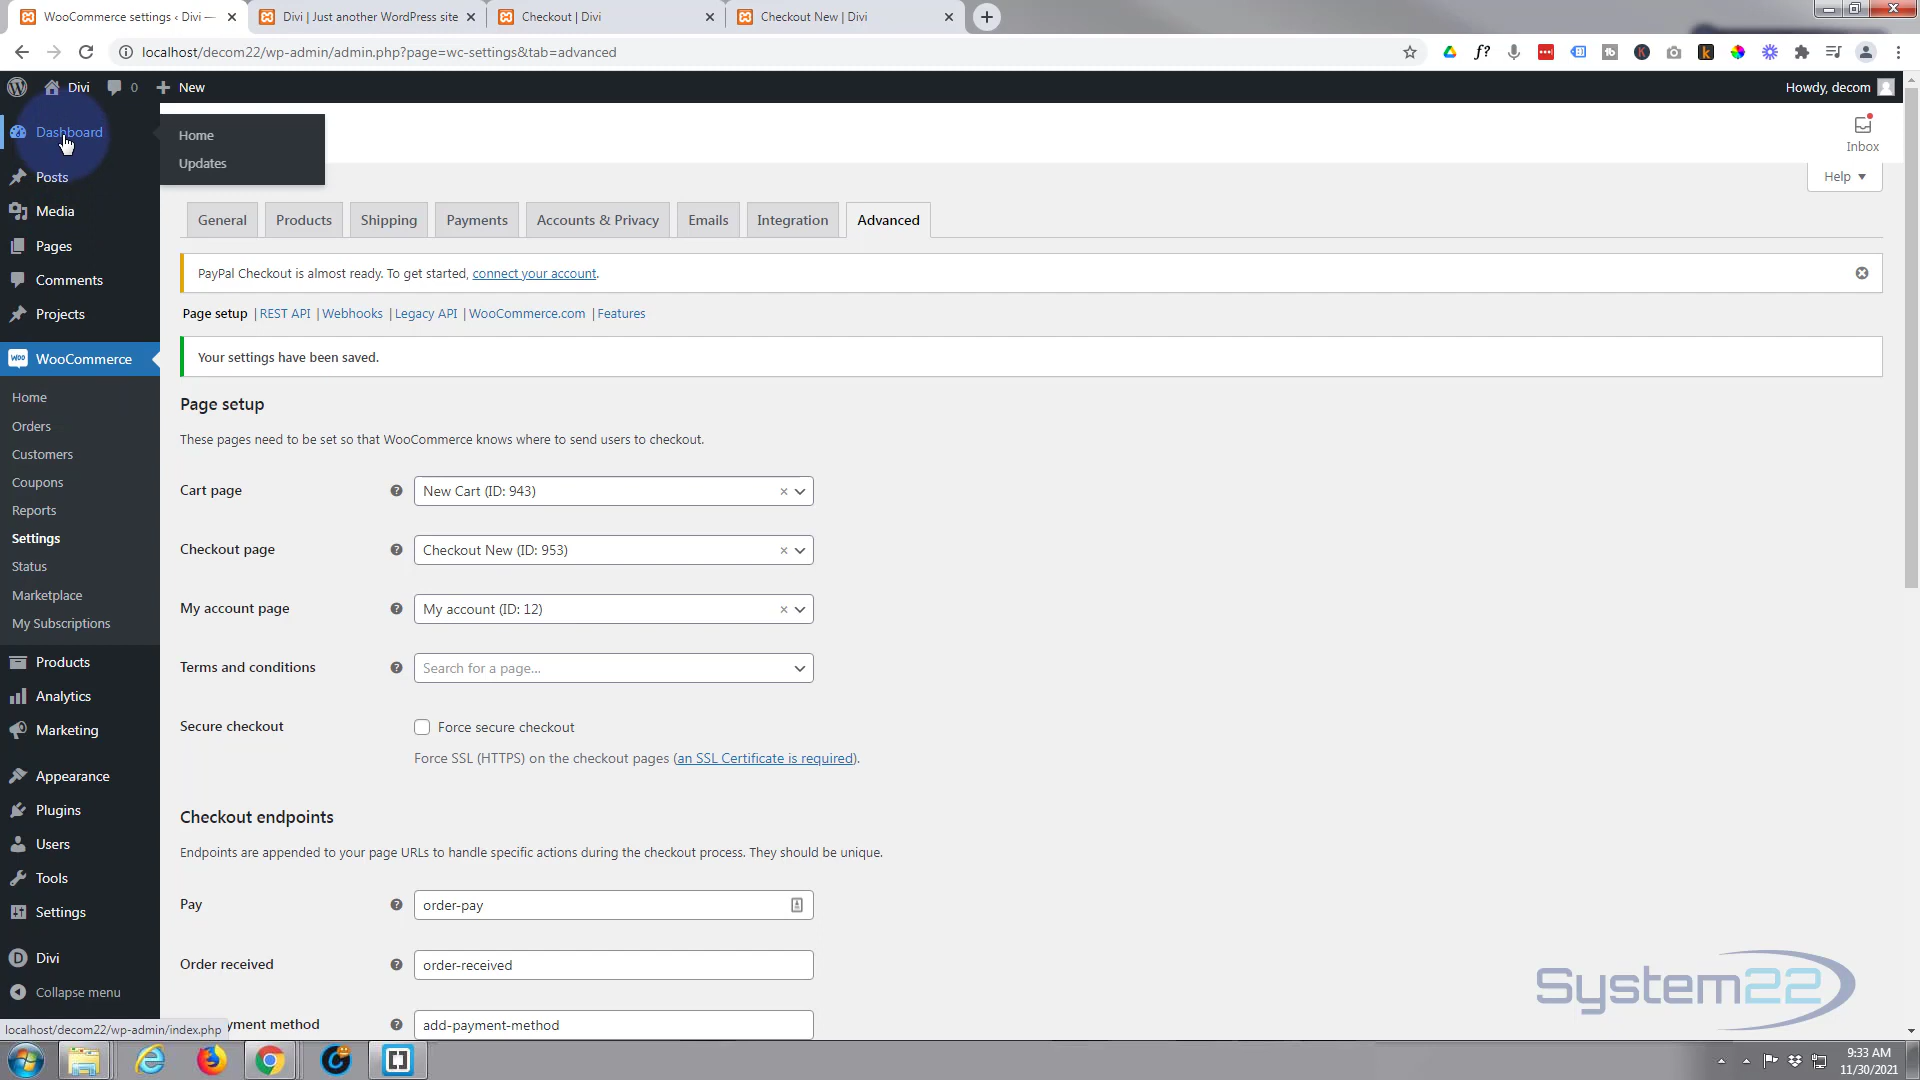 WooCommerce settings ‹ Divi —
Divi | Just another WordPress site
Checkout | Divi
Checkout New | Divi
localhost/decom22/wp-admin/admin.php?page=wc-settings&tab=advanced
Divi
0
New
Howdy, decom
Dashboard
Home
Updates
Inbox
Help
Posts
Media
Pages
Comments
Projects
WooCommerce
Home
Orders
Customers
Coupons
Reports
Settings
Status
Marketplace
My Subscriptions
Products
Analytics
Marketing
Appearance
Plugins
Users
Tools
Settings
Divi
Collapse menu
General
Products
Shipping
Payments
Accounts & Privacy
Emails
Integration
Advanced
PayPal Checkout is almost ready. To get started, connect your account.
Page setup | REST API | Webhooks | Legacy API | WooCommerce.com | Features
Your settings have been saved.
Page setup
These pages need to be set so that WooCommerce knows where to send users to checkout.
Cart page
New Cart (ID: 943)
Checkout page
Checkout New (ID: 953)
My account page
My account (ID: 12)
Terms and conditions
Search for a page...
Secure checkout
Force secure checkout
Force SSL (HTTPS) on the checkout pages (an SSL Certificate is required).
Checkout endpoints
Endpoints are appended to your page URLs to handle specific actions during the checkout process. They should be unique.
Pay
order-pay
Order received
order-received
yment method
add-payment-method
localhost/decom22/wp-admin/index.php
System22
9:33 AM
11/30/2021